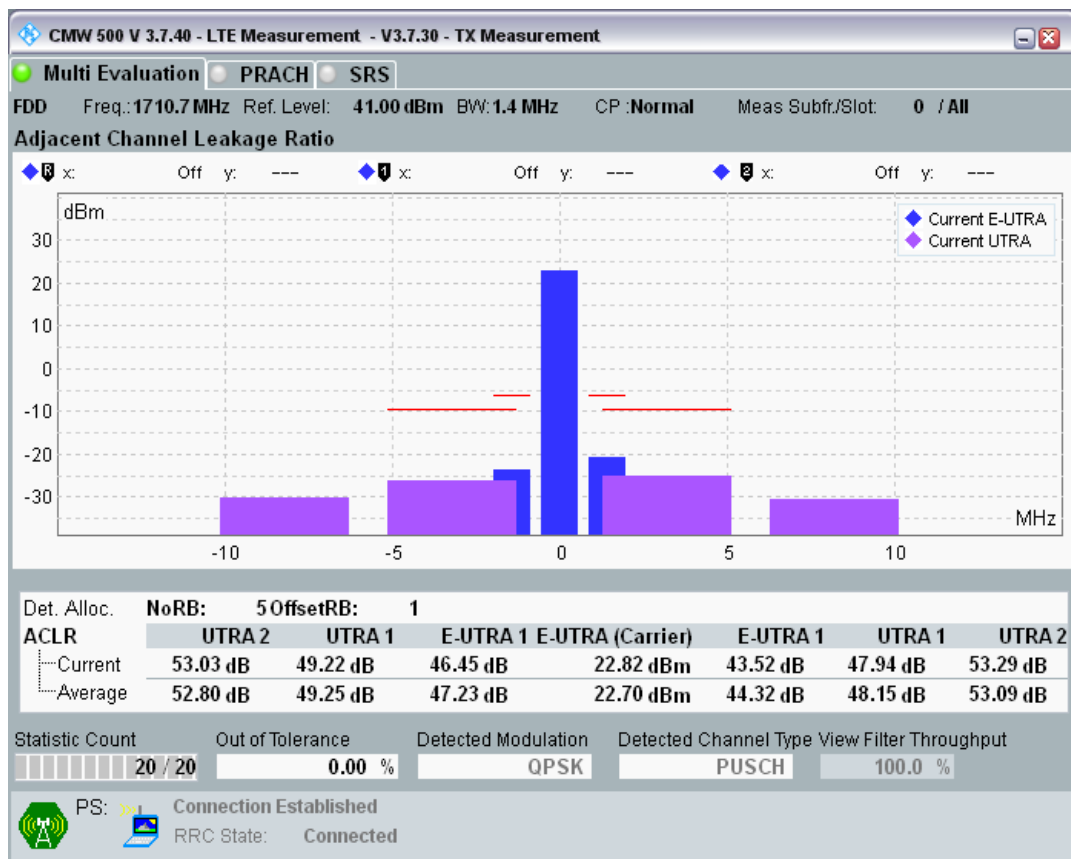 CMW 500 V 3.7.40 - LTE Measurement - V3.7.30 - TX Measurement
Multi Evaluation PRACH SRS
FDD Freq.:1710.7 MHz Ref. Level: 41.00 dBm BW:1.4 MHz CP :Normal Meas Subfr./Slot: 0 / All
Adjacent Channel Leakage Ratio
R x: Off y: --- 1 x: Off y: --- 2 x: Off y: ---
dBm
Current E-UTRA
Current UTRA
30
20
10
0
-10
-20
-30
MHz
-10 -5 0 5 10
Det. Alloc. NoRB: 5 OffsetRB: 1
ACLR UTRA 2 UTRA 1 E-UTRA 1 E-UTRA (Carrier) E-UTRA 1 UTRA 1 UTRA 2
Current 53.03 dB 49.22 dB 46.45 dB 22.82 dBm 43.52 dB 47.94 dB 53.29 dB
Average 52.80 dB 49.25 dB 47.23 dB 22.70 dBm 44.32 dB 48.15 dB 53.09 dB
Statistic Count Out of Tolerance Detected Modulation Detected Channel Type View Filter Throughput
20 / 20 0.00 % QPSK PUSCH 100.0 %
PS: Connection Established
RRC State: Connected